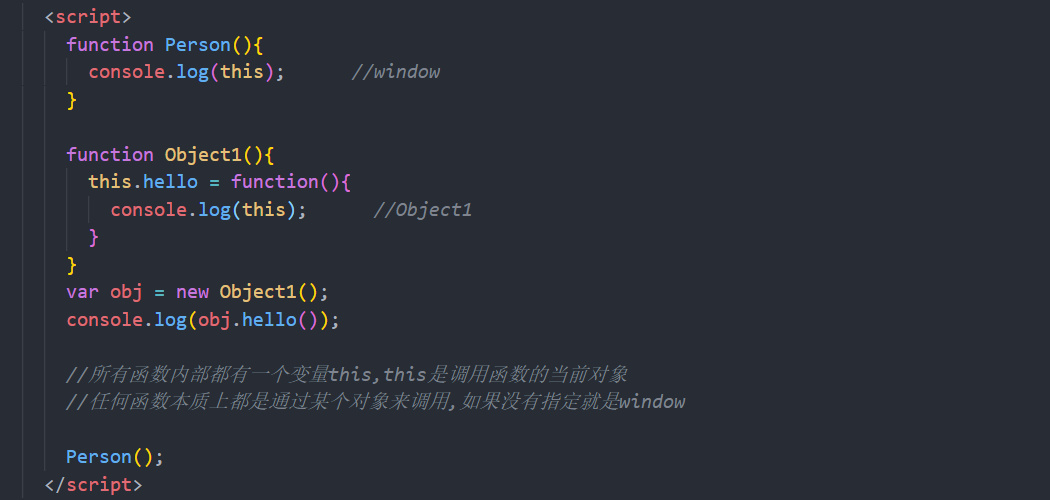 <script>
function Person(){
console.log(this); //window
}
function Object1(){
this.hello = function(){
console.log(this); //Object1
}
}
var obj = new Object1();
console.log(obj.hello());
//所有函数内部都有一个变量this,this是调用函数的当前对象
//任何函数本质上都是通过某个对象来调用,如果没有指定就是window
Person();
</script>